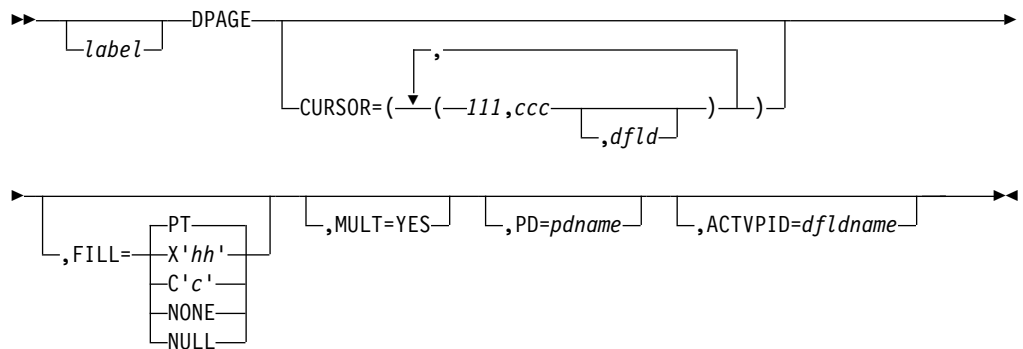 DPAGE
label
,
CURSOR=( ( 111,ccc ) )
,dfld
,FILL= PT ,MULT=YES ,PD=pdname ,ACTVPID=dfldname
X'hh'
C'c'
NONE
NULL